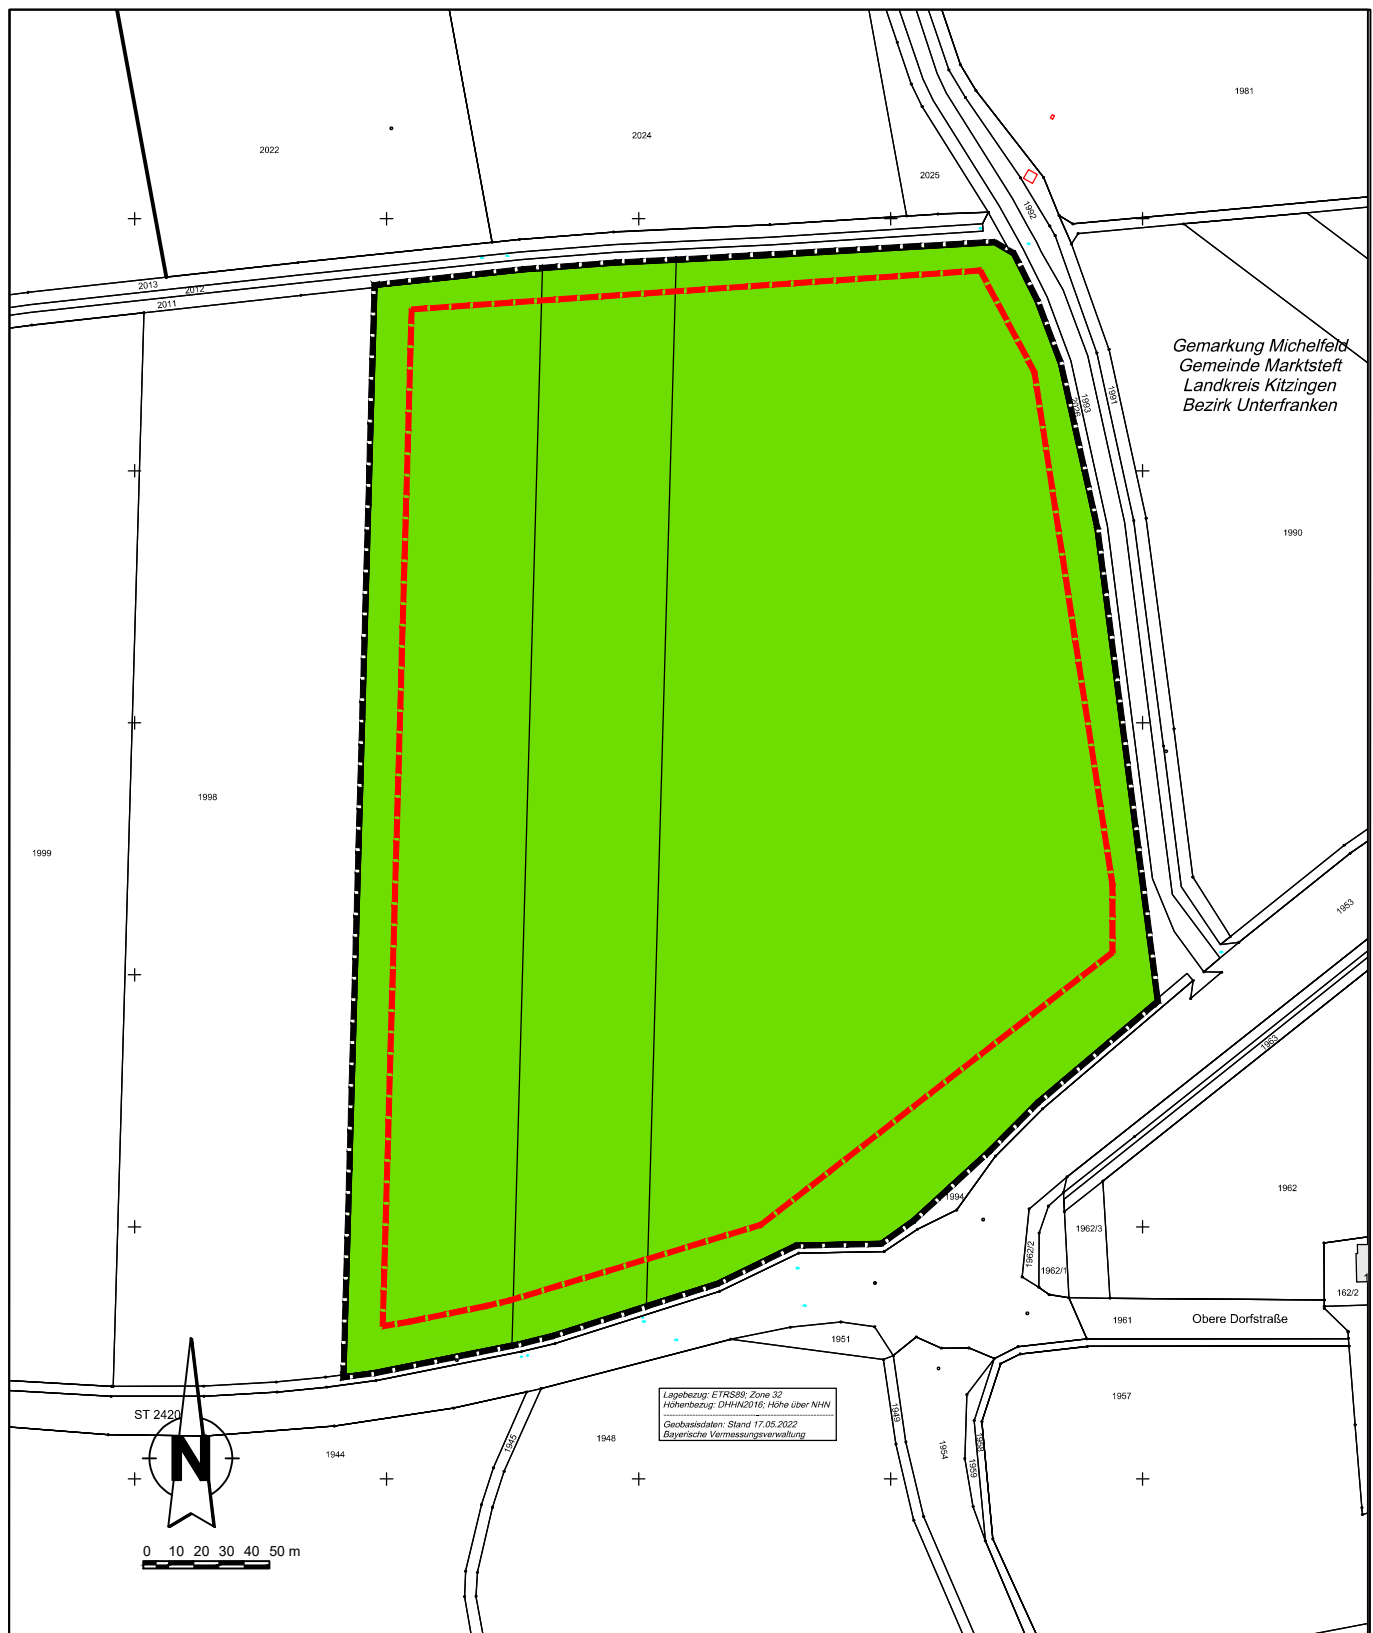 1981
2024
2022
2025
1992
2013
2012
2011
Gemarkung Michelfeld
Gemeinde Marktsteft
Landkreis Kitzingen
Bezirk Unterfranken
1991
1993
2026
1990
1998
1999
1953
1963
1962
1994
1962/3
1962/2
1962/1
162/2
1961
Obere Dorfstraße
1951
ST 2420
Lagebezug: ETRS89; Zone 32
Höhenbezug: DHHN2016; Höhe über NHN
Geobasisdaten: Stand 17.05.2022
Bayerische Vermessungsverwaltung
1957
1949
1948
1945
1944
1954
1958
1959
N
0 10 20 30 40 50 m